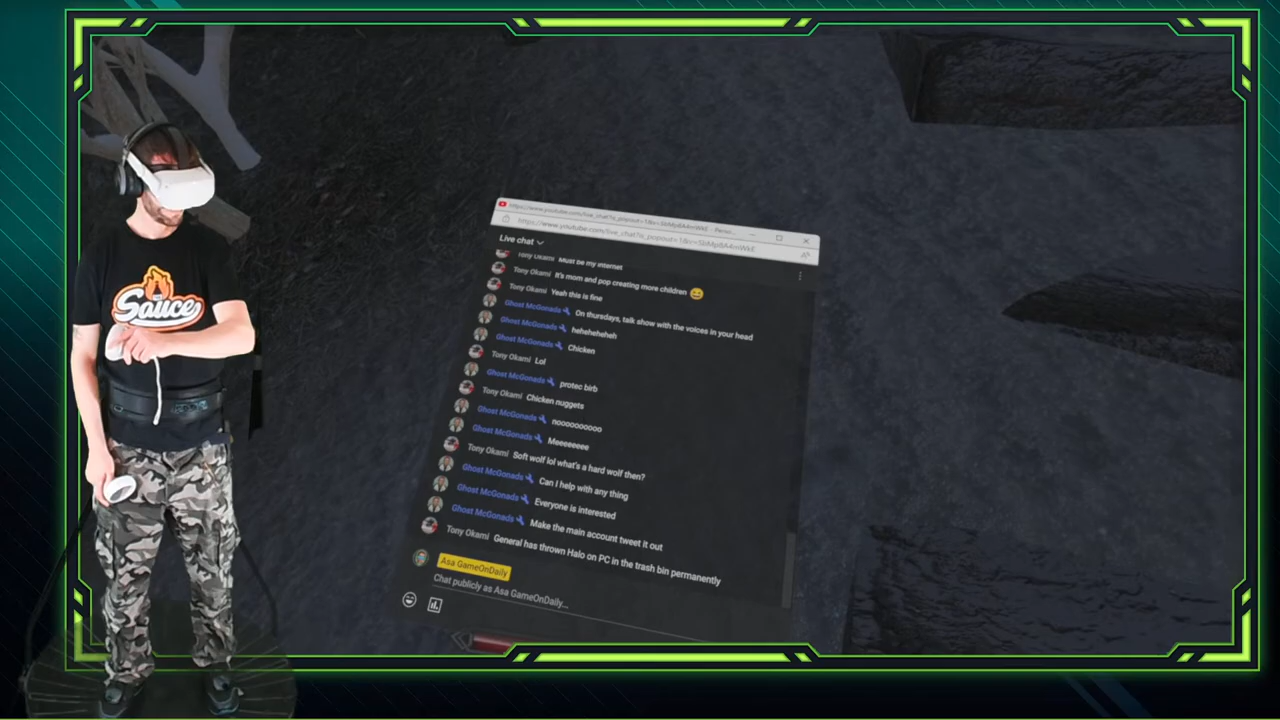 THE
Sauce
Live chat
Tony Okami Must be my internet
Tony Okami It's mom and pop creating more children
Tony Okami Yeah this is fine
Ghost McGonads On thursdays, talk show with the voices in your head
Ghost McGonads heheheheheh
Ghost McGonads Chicken
Tony Okami Lol
Ghost McGonads protec birb
Tony Okami Chicken nuggets
Ghost McGonads noooooooooo
Ghost McGonads Meeeeeeee
Tony Okami Soft wolf lol what's a hard wolf then?
Ghost McGonads Can I help with any thing
Ghost McGonads Everyone is interested
Ghost McGonads Make the main account tweet it out
Tony Okami General has thrown Halo on PC in the trash bin permanently
Asa GameOnDaily
Chat publicly as Asa GameOnDaily...